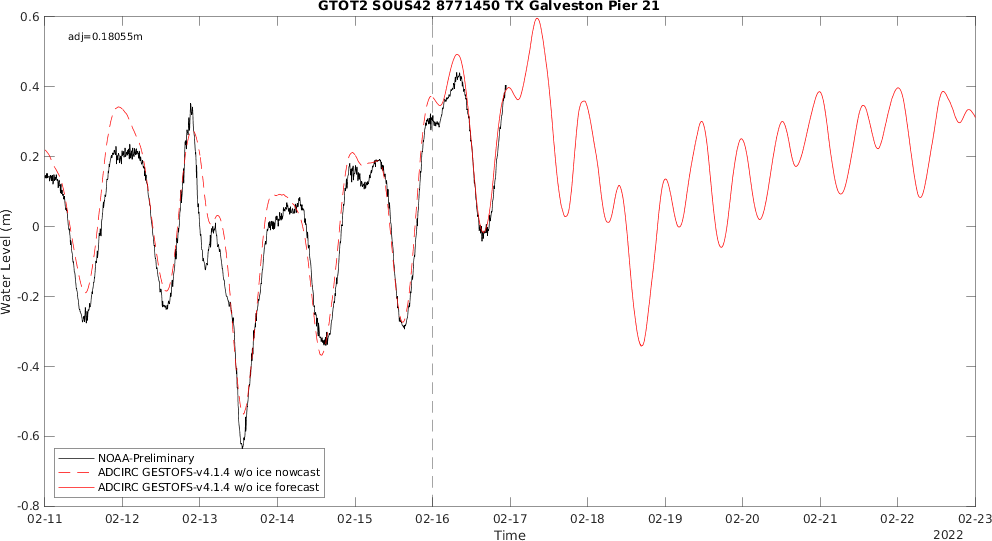 GTOT2 SOUS42 8771450 TX Galveston Pier 21
adj=0.18055m
0.6
0.4
0.2
0
-0.2
-0.4
-0.6
-0.8
Water Level (m)
NOAA-Preliminary
ADCIRC GESTOFS-v4.1.4 w/o ice nowcast
ADCIRC GESTOFS-v4.1.4 w/o ice forecast
02-11 02-12 02-13 02-14 02-15 02-16 02-17 02-18 02-19 02-20 02-21 02-22 02-23
Time
2022